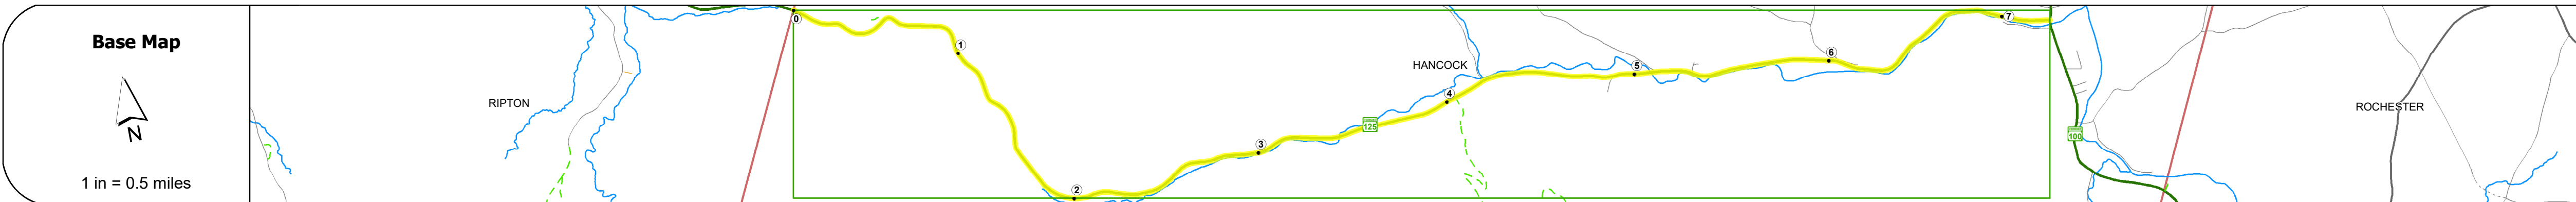 Base Map
N
1 in = 0.5 miles
RIPTON
0
1
2
3
125
4
HANCOCK
5
6
7
100
ROCHESTER